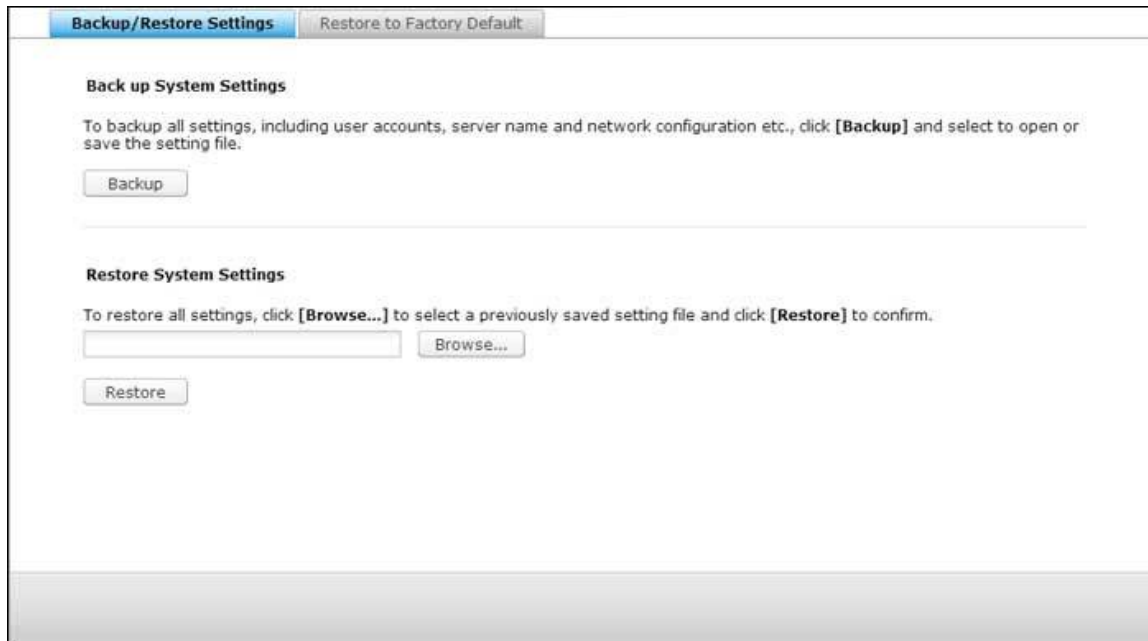 Backup/Restore Settings Restore to Factory Default
Back up System Settings
To backup all settings, including user accounts, server name and network configuration etc., click [Backup] and select to open or
save the setting file.
Backup
Restore System Settings
To restore all settings, click [Browse...] to select a previously saved setting file and click [Restore] to confirm.
Browse...
Restore